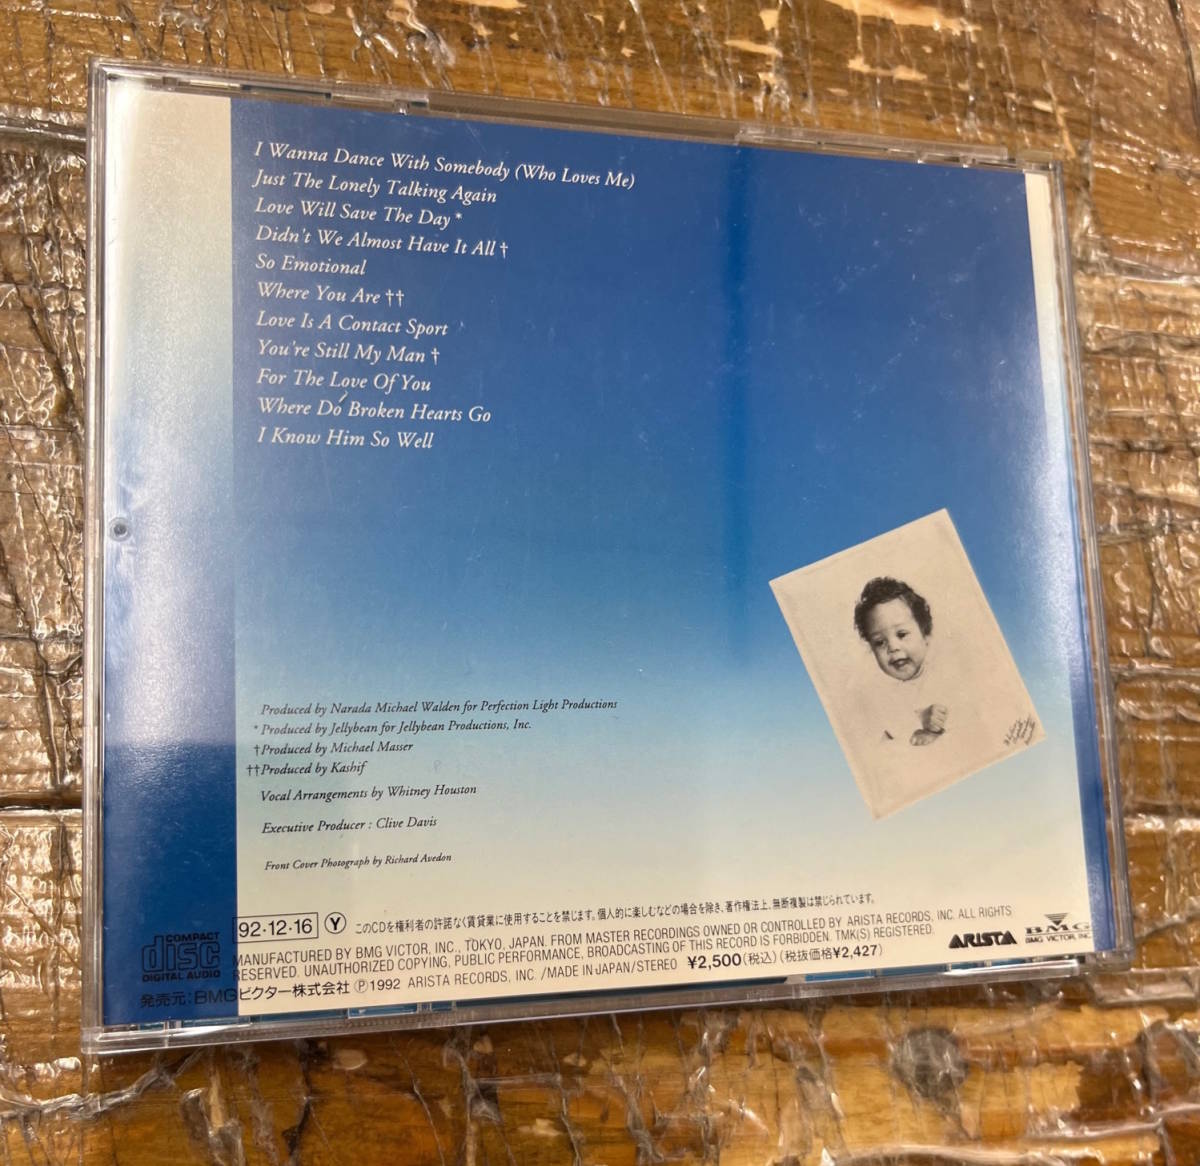 I Wanna Dance With Somebody (Who Loves Me)
Just The Lonely Talking Again
Love Will Save The Day *
Didn't We Almost Have It All †
So Emotional
Where You Are ††
Love Is A Contact Sport
You're Still My Man †
For The Love Of You
Where Do Broken Hearts Go
I Know Him So Well
Produced by Narada Michael Walden for Perfection Light Productions
* Produced by Jellybean for Jellybean Productions, Inc.
†Produced by Michael Masser
††Produced by Kashif
Vocal Arrangements by Whitney Houston
Executive Producer : Clive Davis
Front Cover Photograph by Richard Avedon
92·12·16 Y このCDを権利者の許諾なく賃貸業に使用することを禁じます。個人的に楽しむなどの場合を除き、著作権法上、無断複製は禁じられています。
COMPACT
disc
DIGITAL AUDIO
MANUFACTURED BY BMG VICTOR, INC., TOKYO, JAPAN. FROM MASTER RECORDINGS OWNED OR CONTROLLED BY ARISTA RECORDS, INC. ALL RIGHTS
RESERVED. UNAUTHORIZED COPYING, PUBLIC PERFORMANCE, BROADCASTING OF THIS RECORD IS FORBIDDEN. TMK(S) REGISTERED.
発売元:BMGビクター株式会社 Ⓟ1992 ARISTA RECORDS, INC. /MADE IN JAPAN/STEREO ¥2,500(税込)(税抜価格¥2,427)
ARISTA
BMG
BMG VICTOR, INC.